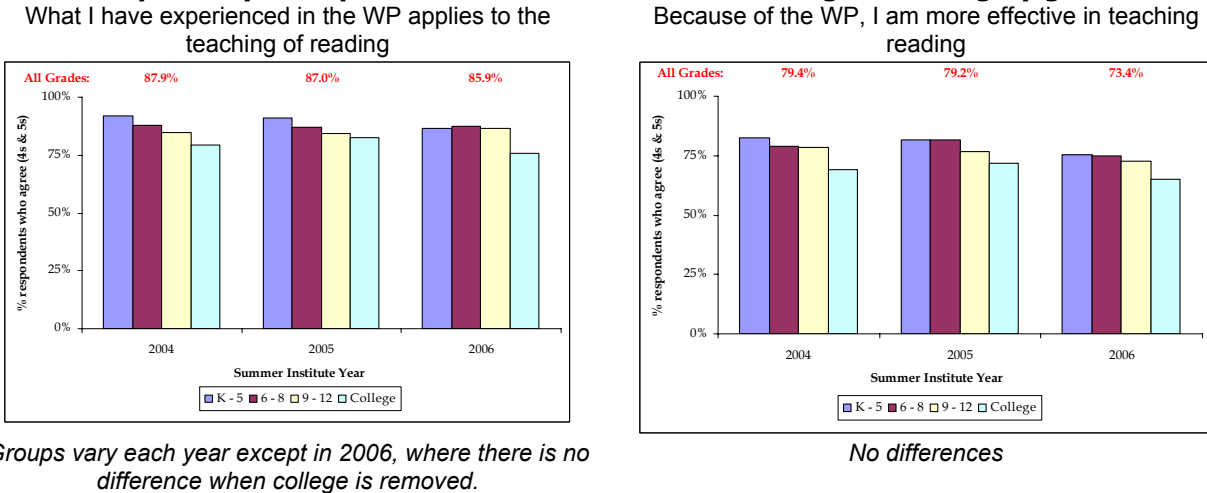 What I have experienced in the WP applies to the
teaching of reading
All Grades: 87.9% 87.0% 85.9%
100%
75%
50%
25%
0%
% respondents who agree (4s & 5s)
2004 2005 2006
Summer Institute Year
K - 5 6 - 8 9 - 12 College
Groups vary each year except in 2006, where there is no
difference when college is removed.
Because of the WP, I am more effective in teaching
reading
All Grades: 79.4% 79.2% 73.4%
100%
75%
50%
25%
0%
% respondents who agree (4s & 5s)
2004 2005 2006
Summer Institute Year
K - 5 6 - 8 9 - 12 College
No differences